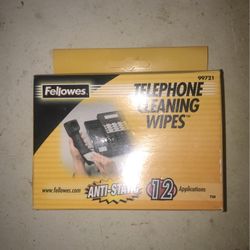 99721
Fellowes
TELEPHONE
CLEANING
WIPES™
www.fellowes.com
ANTI-STATIC
12
Applications